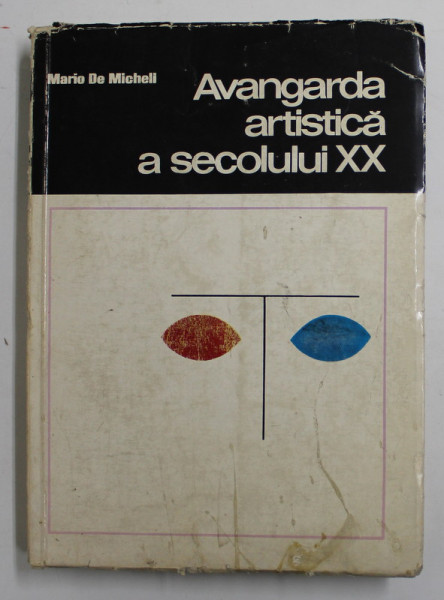 Mario De Micheli
Avangarda
artistică
a secolului XX